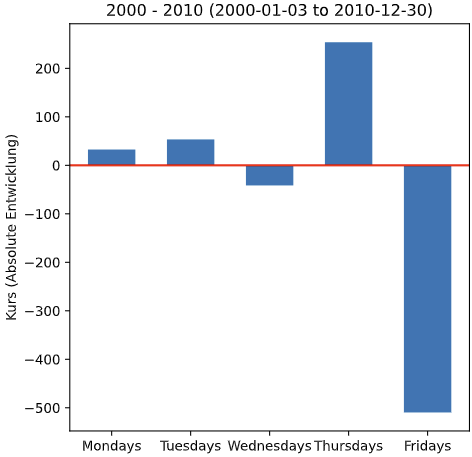 2000 - 2010 (2000-01-03 to 2010-12-30)
Kurs (Absolute Entwicklung)
200
100
0
−100
−200
−300
−400
−500
Mondays Tuesdays Wednesdays Thursdays Fridays